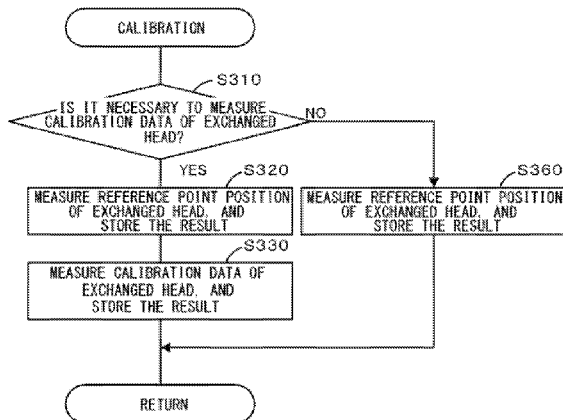 CALIBRATION
S310
IS IT NECESSARY TO MEASURE
CALIBRATION DATA OF EXCHANGED
HEAD?
NO
YES
S320
MEASURE REFERENCE POINT POSITION
OF EXCHANGED HEAD, AND
STORE THE RESULT
S360
MEASURE REFERENCE POINT POSITION
OF EXCHANGED HEAD, AND
STORE THE RESULT
S330
MEASURE CALIBRATION DATA OF
EXCHANGED HEAD, AND
STORE THE RESULT
RETURN